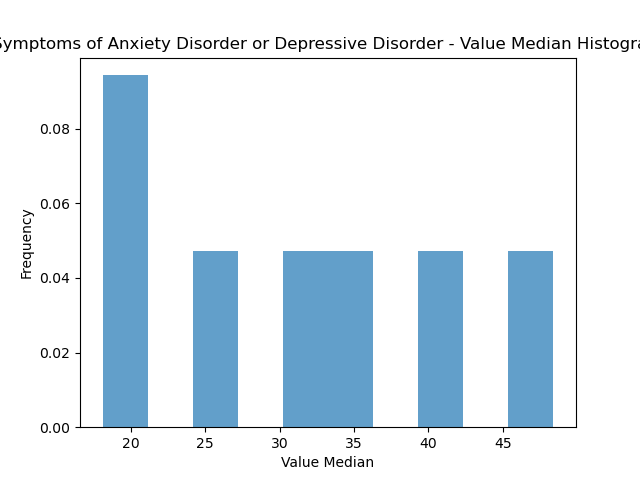 Symptoms of Anxiety Disorder or Depressive Disorder - Value Median Histogra
0.08
0.06
0.04
0.02
0.00
Frequency
20 25 30 35 40 45
Value Median